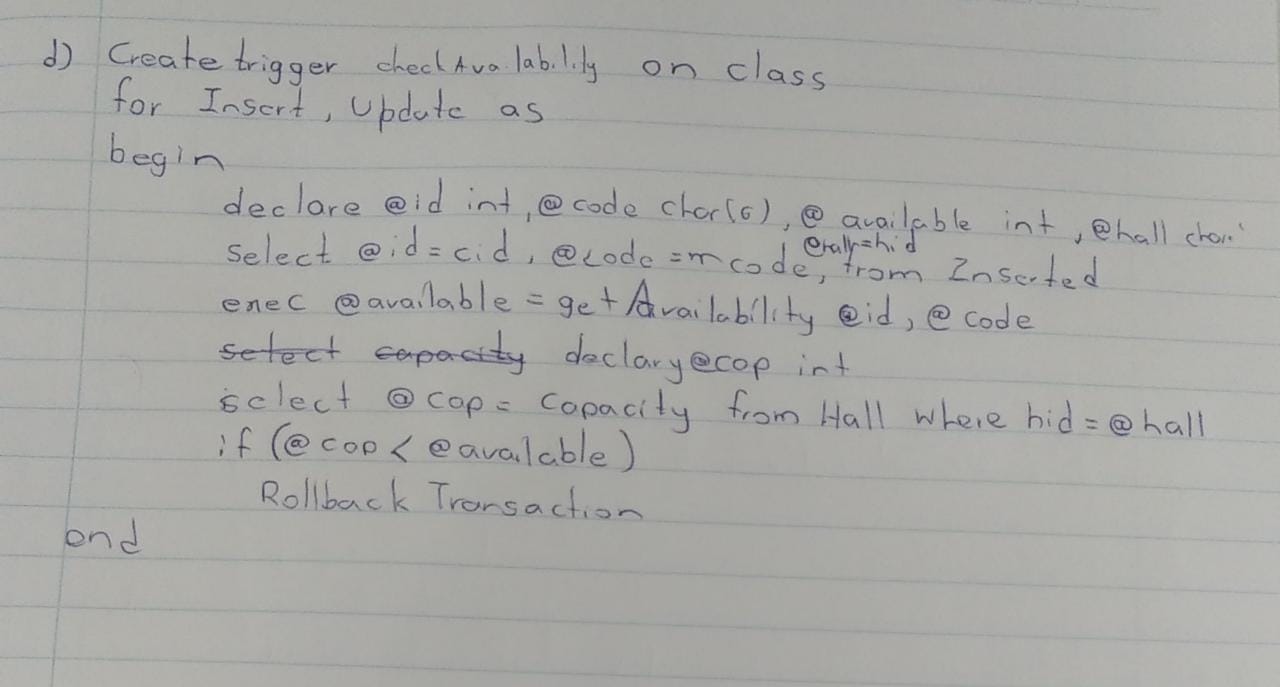 d) Create trigger checkAvailability on class
for Insert, Update as
begin
declare @id int, @code char(6), @available int, @hall char
select @id = cid, @code = mcode, @hall=hid from Inserted
exec @available = getAvailability @id, @code
select capacity declare @cap int
select @cap = capacity from Hall where hid = @hall
if (@cap < @available)
Rollback Transaction
end